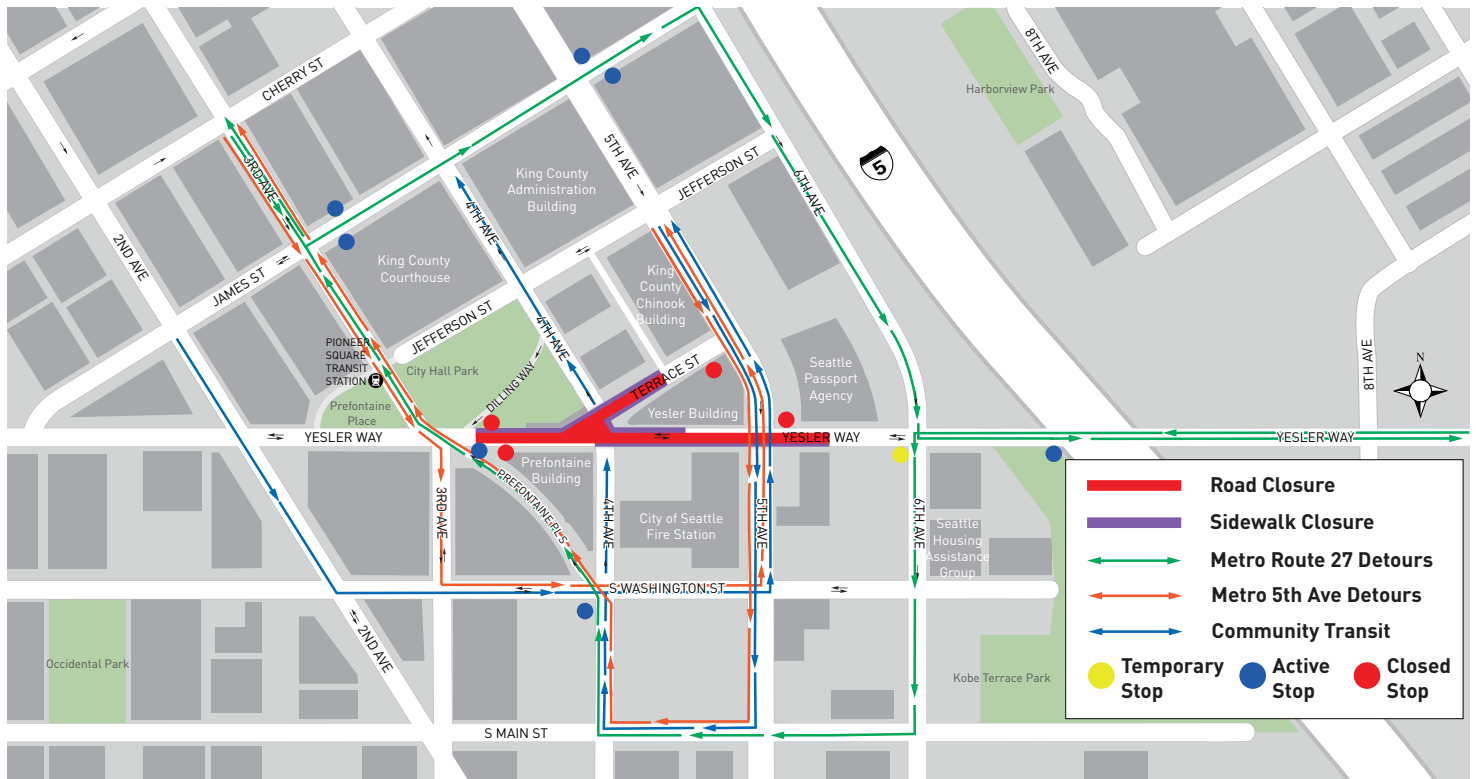 CHERRY ST
8TH AVE
Harborview Park
5TH AVE
5
3RD AVE
King County
Administration
Building
JEFFERSON ST
6TH AVE
2ND AVE
4TH AVE
King County
Courthouse
JAMES ST
King
County
Chinook
Building
JEFFERSON ST
4TH AVE
PIONEER
SQUARE
TRANSIT
STATION
City Hall Park
DILLING WAY
TERRACE ST
Seattle
Passport
Agency
8TH AVE
N
Prefontaine
Place
Yesler Building
YESLER WAY
YESLER WAY
YESLER WAY
Prefontaine
Building
PREFONTAINE PL S
3RD AVE
4TH AVE
City of Seattle
Fire Station
5TH AVE
6TH AVE
Seattle
Housing
Assistance
Group
S WASHINGTON ST
2ND AVE
Occidental Park
Kobe Terrace Park
S MAIN ST
Road Closure
Sidewalk Closure
Metro Route 27 Detours
Metro 5th Ave Detours
Community Transit
Temporary
Stop
Active
Stop
Closed
Stop